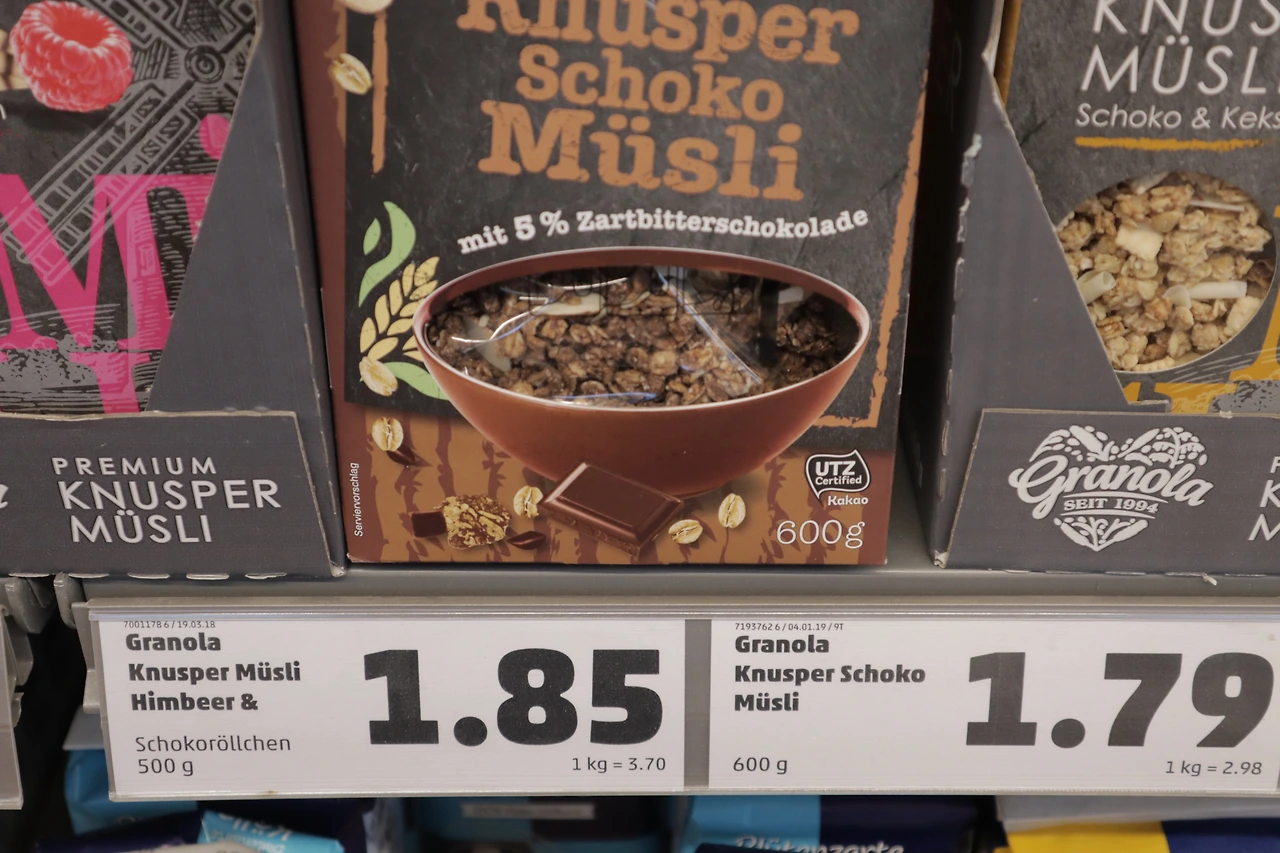 Knusper
Schoko
Müsli
mit 5 % Zartbitterschokolade
Serviervorschlag
UTZ
Certified
Kakao
600g
PREMIUM
KNUSPER
MÜSLI
MÜSL
Schoko & Keks
Granola
SEIT 1994
7001178 6 / 19.03.18
Granola
Knusper Müsli
Himbeer &
Schokoröllchen
500 g
1.85
1 kg = 3.70
7193762 6 / 04.01.19 / 9T
Granola
Knusper Schoko
Müsli
600 g
1.79
1 kg = 2.98
Blütenzarte